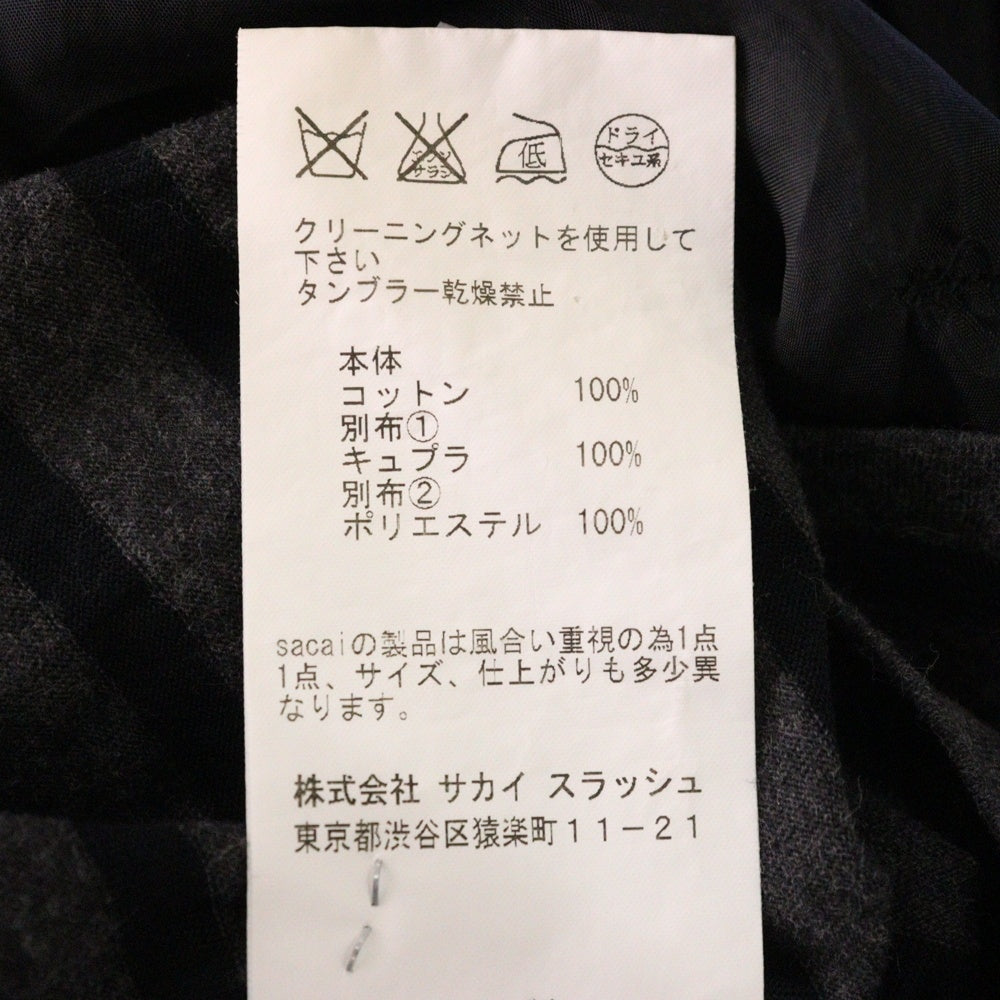 エンソ
サラシ
低
ドライ
セキユ系
クリーニングネットを使用して
下さい
タンブラー乾燥禁止
本体
コットン 100%
別布①
キュプラ 100%
別布②
ポリエステル 100%
sacaiの製品は風合い重視の為1点
1点、サイズ、仕上がりも多少異
なります。
株式会社 サカイ スラッシュ
東京都渋谷区猿楽町11－21